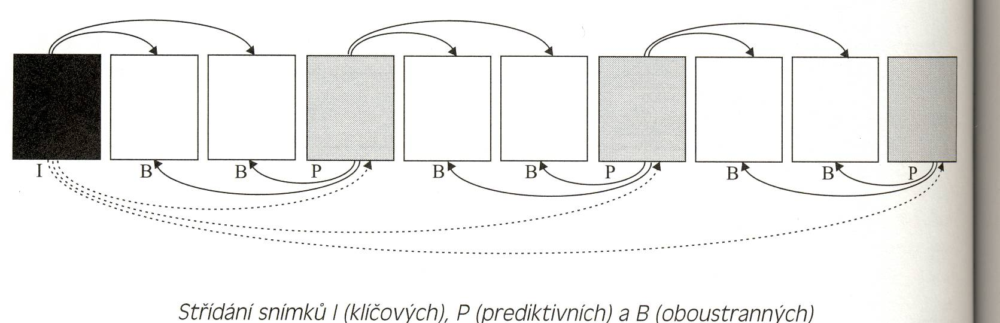 I B B P B B P B B P
Střídání snímků I (klíčových), P (prediktivních) a B (oboustranných)